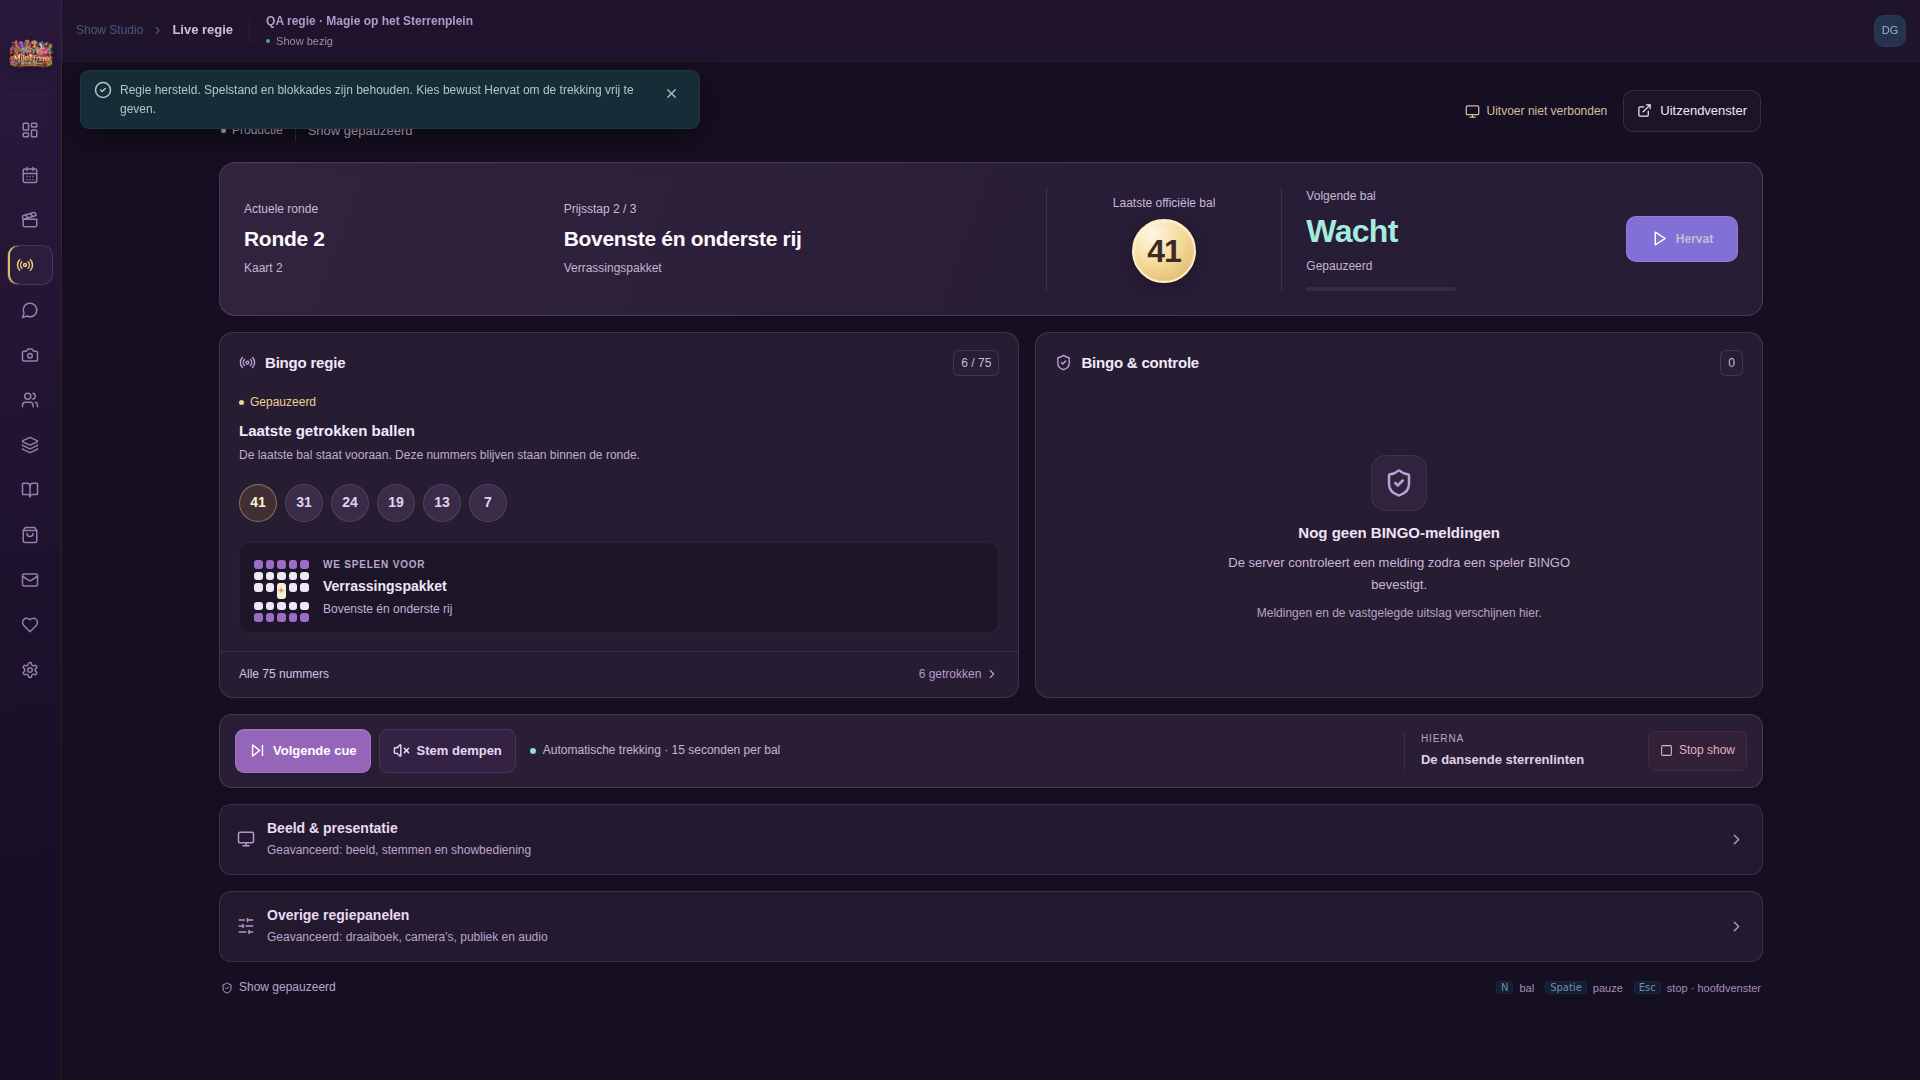 Show Studio
Live regie
QA regie · Magie op het Sterrenplein
Show bezig
DG
Regie hersteld. Spelstand en blokkades zijn behouden. Kies bewust Hervat om de trekking vrij te
geven.
Productie
Show gepauzeerd
Uitvoer niet verbonden
Uitzendvenster
Actuele ronde
Ronde 2
Kaart 2
Prijsstap 2 / 3
Bovenste én onderste rij
Verrassingspakket
Laatste officiële bal
41
Volgende bal
Wacht
Gepauzeerd
Hervat
Bingo regie
6 / 75
Gepauzeerd
Laatste getrokken ballen
De laatste bal staat vooraan. Deze nummers blijven staan binnen de ronde.
41 31 24 19 13 7
WE SPELEN VOOR
Verrassingspakket
Bovenste én onderste rij
Alle 75 nummers
6 getrokken
Bingo & controle
0
Nog geen BINGO-meldingen
De server controleert een melding zodra een speler BINGO
bevestigt.
Meldingen en de vastgelegde uitslag verschijnen hier.
Volgende cue
Stem dempen
Automatische trekking · 15 seconden per bal
HIERNA
De dansende sterrenlinten
Stop show
Beeld & presentatie
Geavanceerd: beeld, stemmen en showbediening
Overige regiepanelen
Geavanceerd: draaiboek, camera's, publiek en audio
Show gepauzeerd
N bal Spatie pauze Esc stop · hoofdvenster